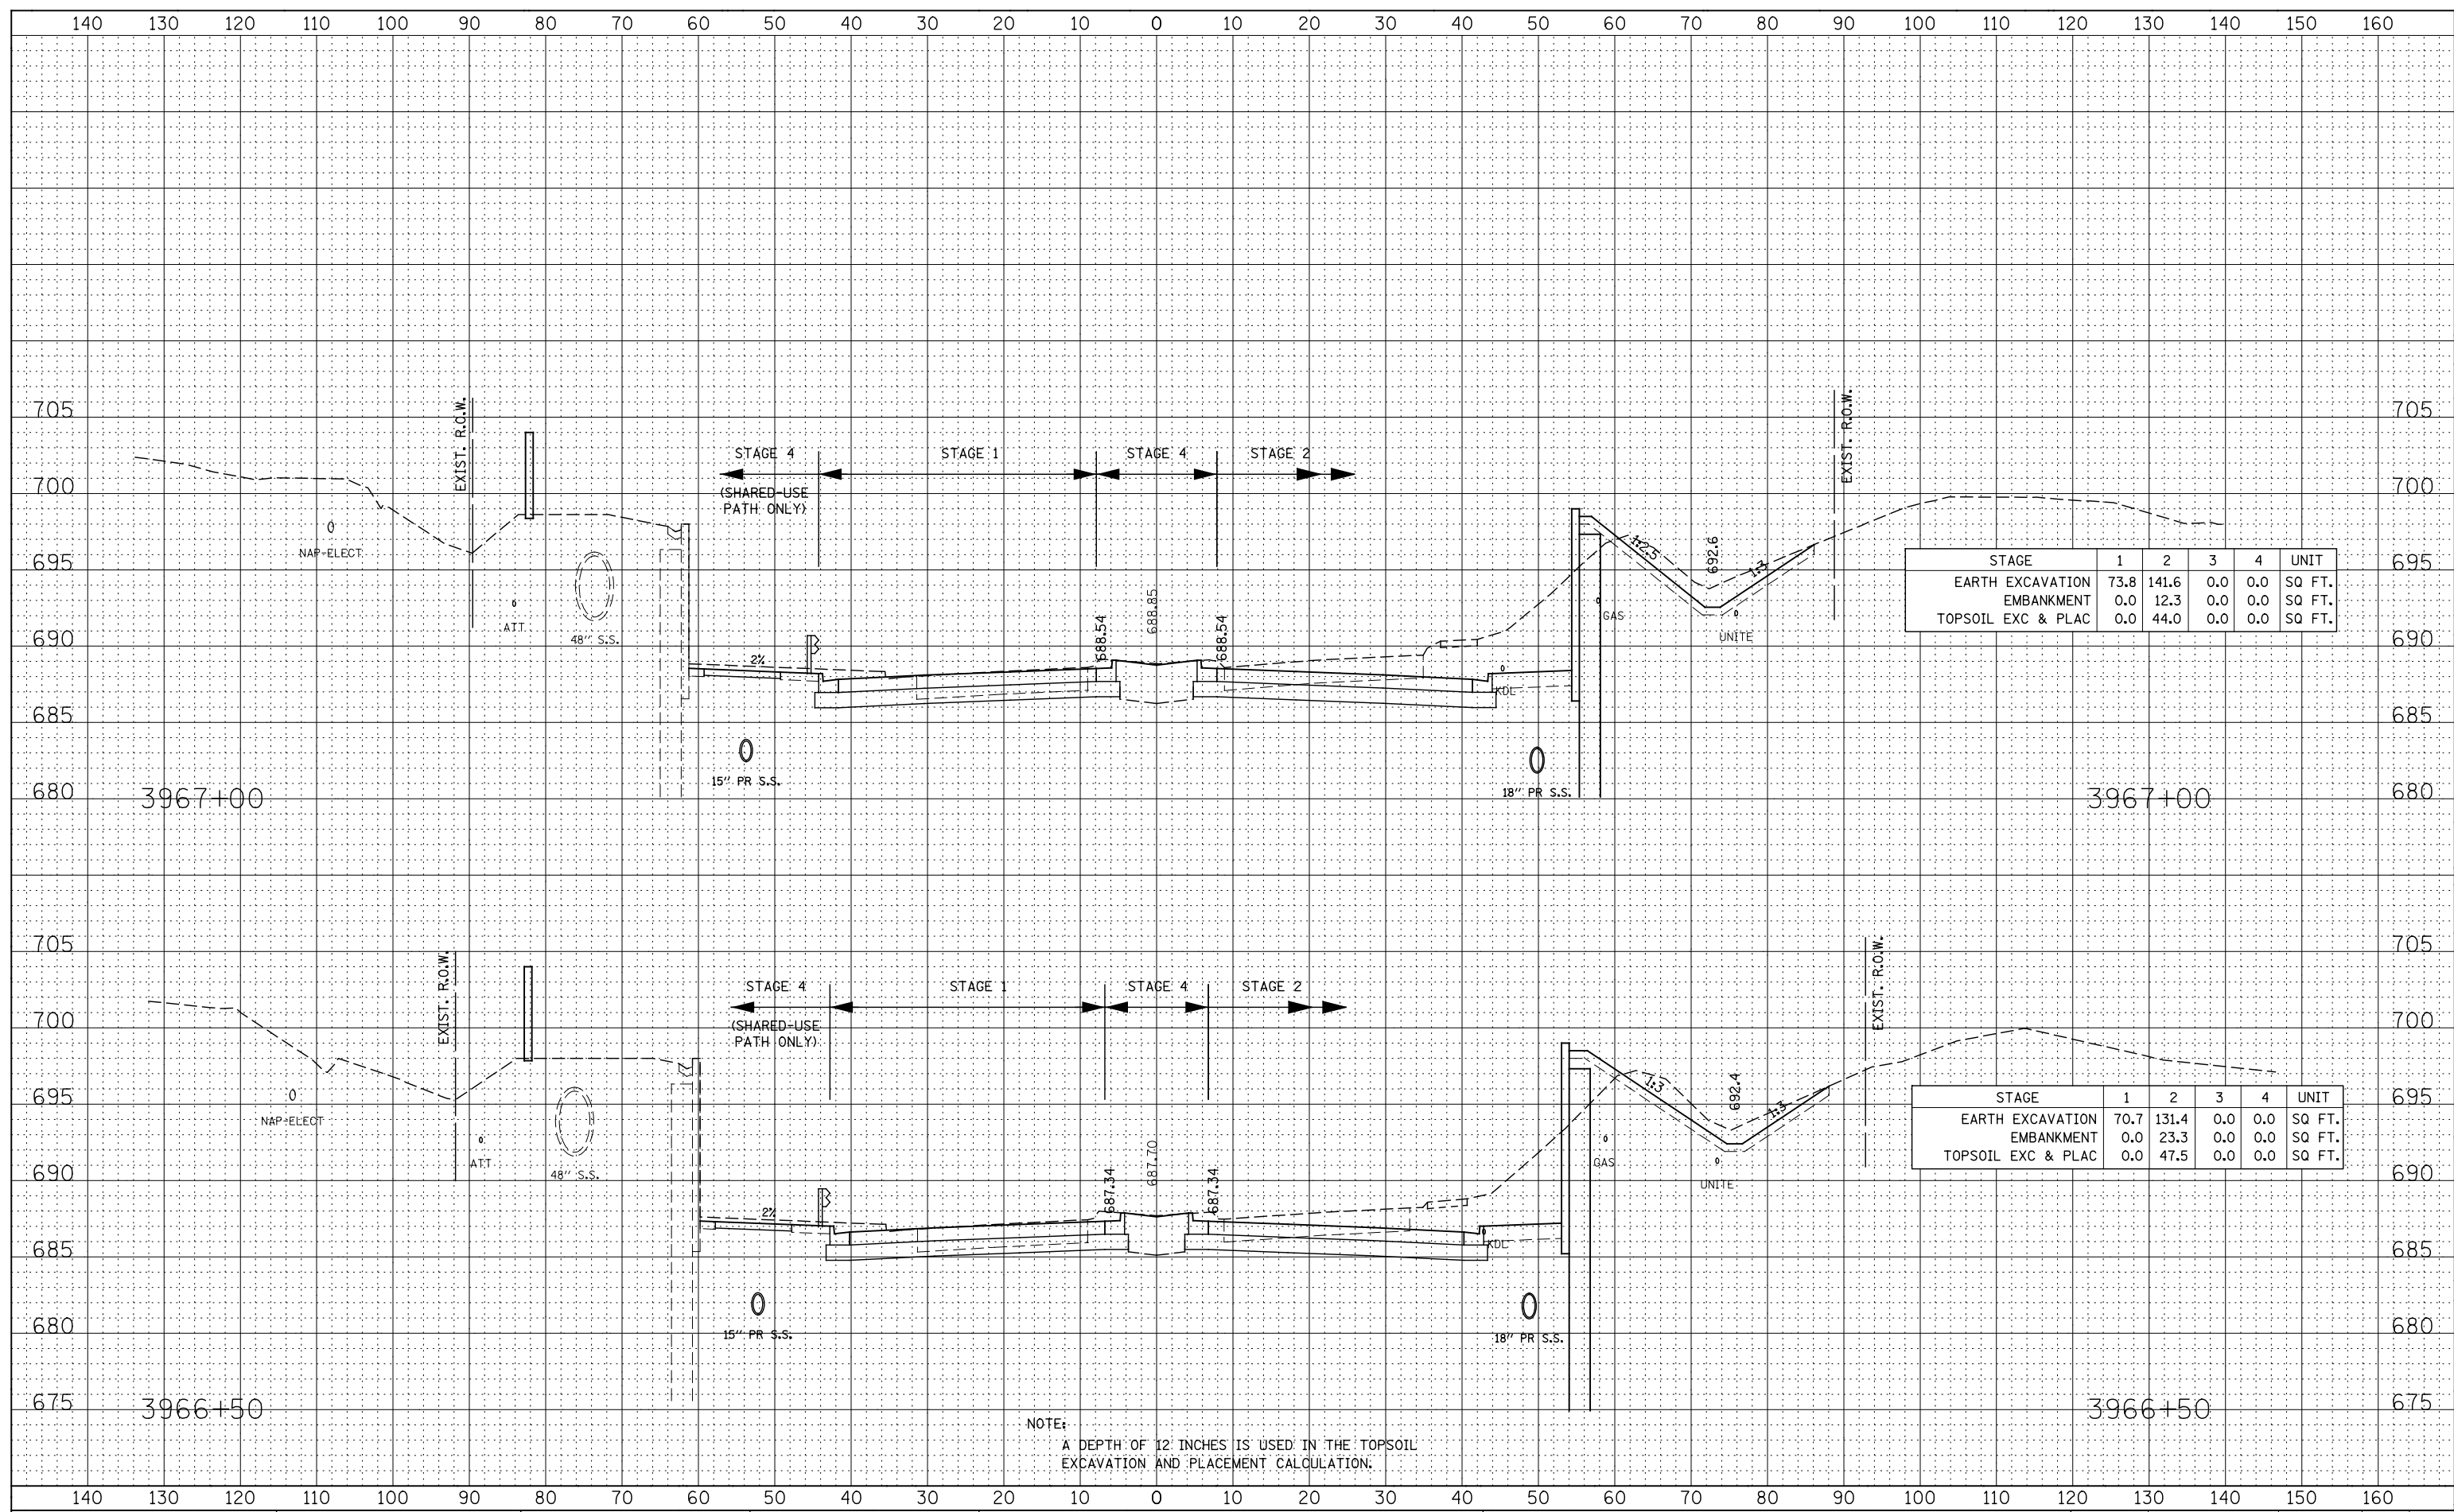 140 130 120 110 100 90 80 70 60 50 40 30 20 10 0 10 20 30 40 50 60 70 80 90 100 110 120 130 140 150 160
705 705
EXIST. R.O.W.
EXIST. R.O.W.
STAGE 4 STAGE 1 STAGE 4 STAGE 2
(SHARED-USE
PATH ONLY)
700 700
NAP-ELECT
695 695
ATT
48" S.S.
1:2.5
692.6
1:3
GAS
UNITE
STAGE 1 2 3 4 UNIT
EARTH EXCAVATION 73.8 141.6 0.0 0.0 SQ FT.
EMBANKMENT 0.0 12.3 0.0 0.0 SQ FT.
TOPSOIL EXC & PLAC 0.0 44.0 0.0 0.0 SQ FT.
690 690
2%
688.54
688.85
688.54
KDL
685 685
15" PR S.S.
18" PR S.S.
680 680
3967+00 3967+00
705 705
EXIST. R.O.W.
EXIST. R.O.W.
STAGE 4 STAGE 1 STAGE 4 STAGE 2
(SHARED-USE
PATH ONLY)
700 700
NAP-ELECT
695 695
ATT
48" S.S.
1:3
692.4
1:3
GAS
UNITE
STAGE 1 2 3 4 UNIT
EARTH EXCAVATION 70.7 131.4 0.0 0.0 SQ FT.
EMBANKMENT 0.0 23.3 0.0 0.0 SQ FT.
TOPSOIL EXC & PLAC 0.0 47.5 0.0 0.0 SQ FT.
690 690
2%
687.34
687.70
687.34
KDL
685 685
15" PR S.S.
18" PR S.S.
680 680
675 675
3966+50 3966+50
NOTE:
A DEPTH OF 12 INCHES IS USED IN THE TOPSOIL
EXCAVATION AND PLACEMENT CALCULATION.
140 130 120 110 100 90 80 70 60 50 40 30 20 10 0 10 20 30 40 50 60 70 80 90 100 110 120 130 140 150 160